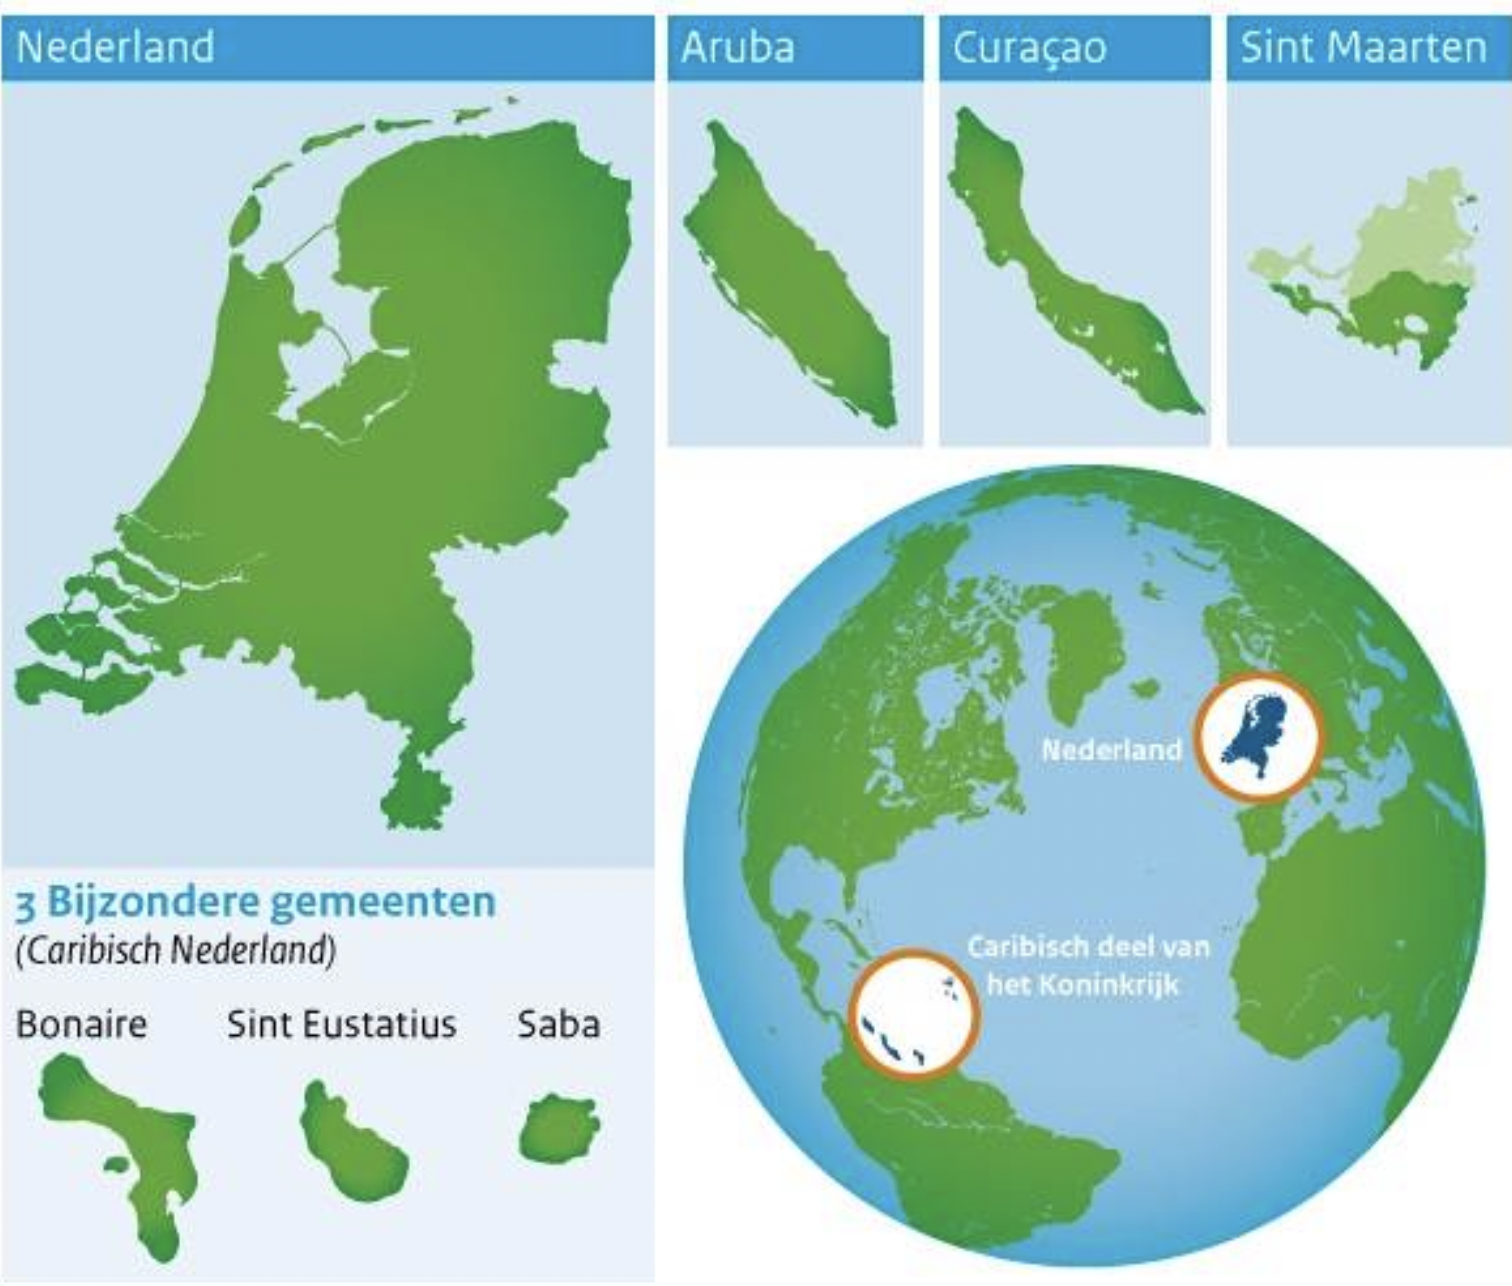 Nederland
Aruba
Curaçao
Sint Maarten
3 Bijzondere gemeenten
(Caribisch Nederland)
Bonaire
Sint Eustatius
Saba
Nederland
Caribisch deel van
het Koninkrijk